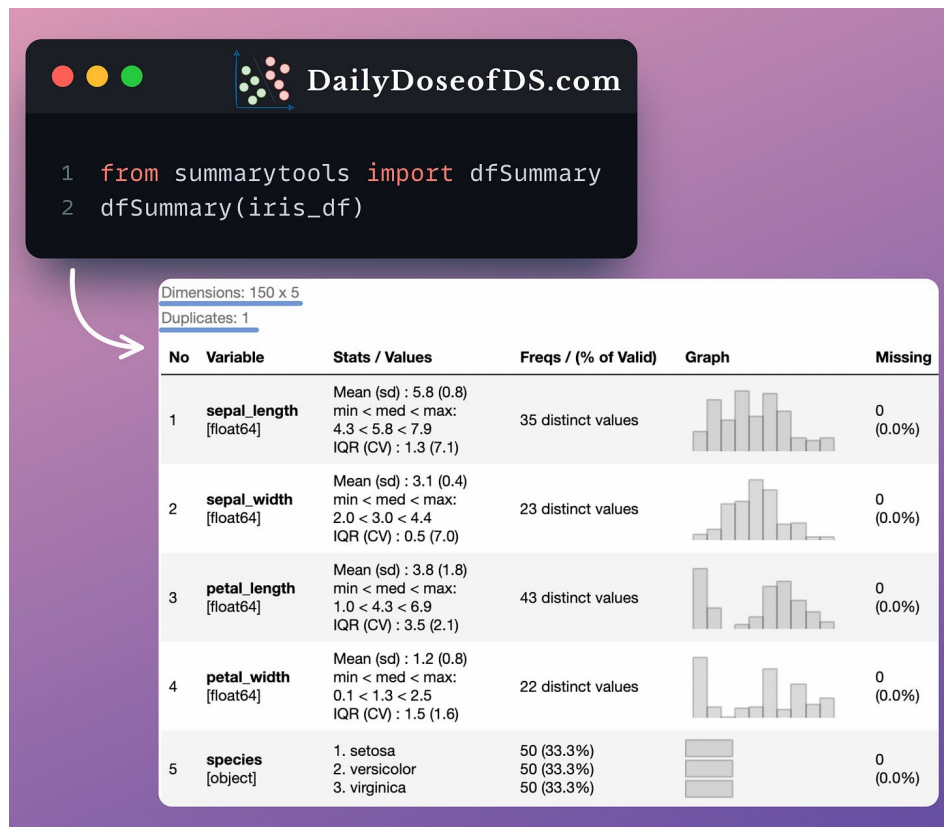 DailyDoseofDS.com
1 from summarytools import dfSummary
2 dfSummary(iris_df)
Dimensions: 150 x 5
Duplicates: 1
No Variable Stats / Values Freqs / (% of Valid) Graph Missing
1 sepal_length [float64] Mean (sd) : 5.8 (0.8)
min < med < max:
4.3 < 5.8 < 7.9
IQR (CV) : 1.3 (7.1)
35 distinct values
0
(0.0%)
2 sepal_width [float64] Mean (sd) : 3.1 (0.4)
min < med < max:
2.0 < 3.0 < 4.4
IQR (CV) : 0.5 (7.0)
23 distinct values
0
(0.0%)
3 petal_length [float64] Mean (sd) : 3.8 (1.8)
min < med < max:
1.0 < 4.3 < 6.9
IQR (CV) : 3.5 (2.1)
43 distinct values
0
(0.0%)
4 petal_width [float64] Mean (sd) : 1.2 (0.8)
min < med < max:
0.1 < 1.3 < 2.5
IQR (CV) : 1.5 (1.6)
22 distinct values
0
(0.0%)
5 species [object]
1. setosa 50 (33.3%)
2. versicolor 50 (33.3%)
3. virginica 50 (33.3%)
0
(0.0%)